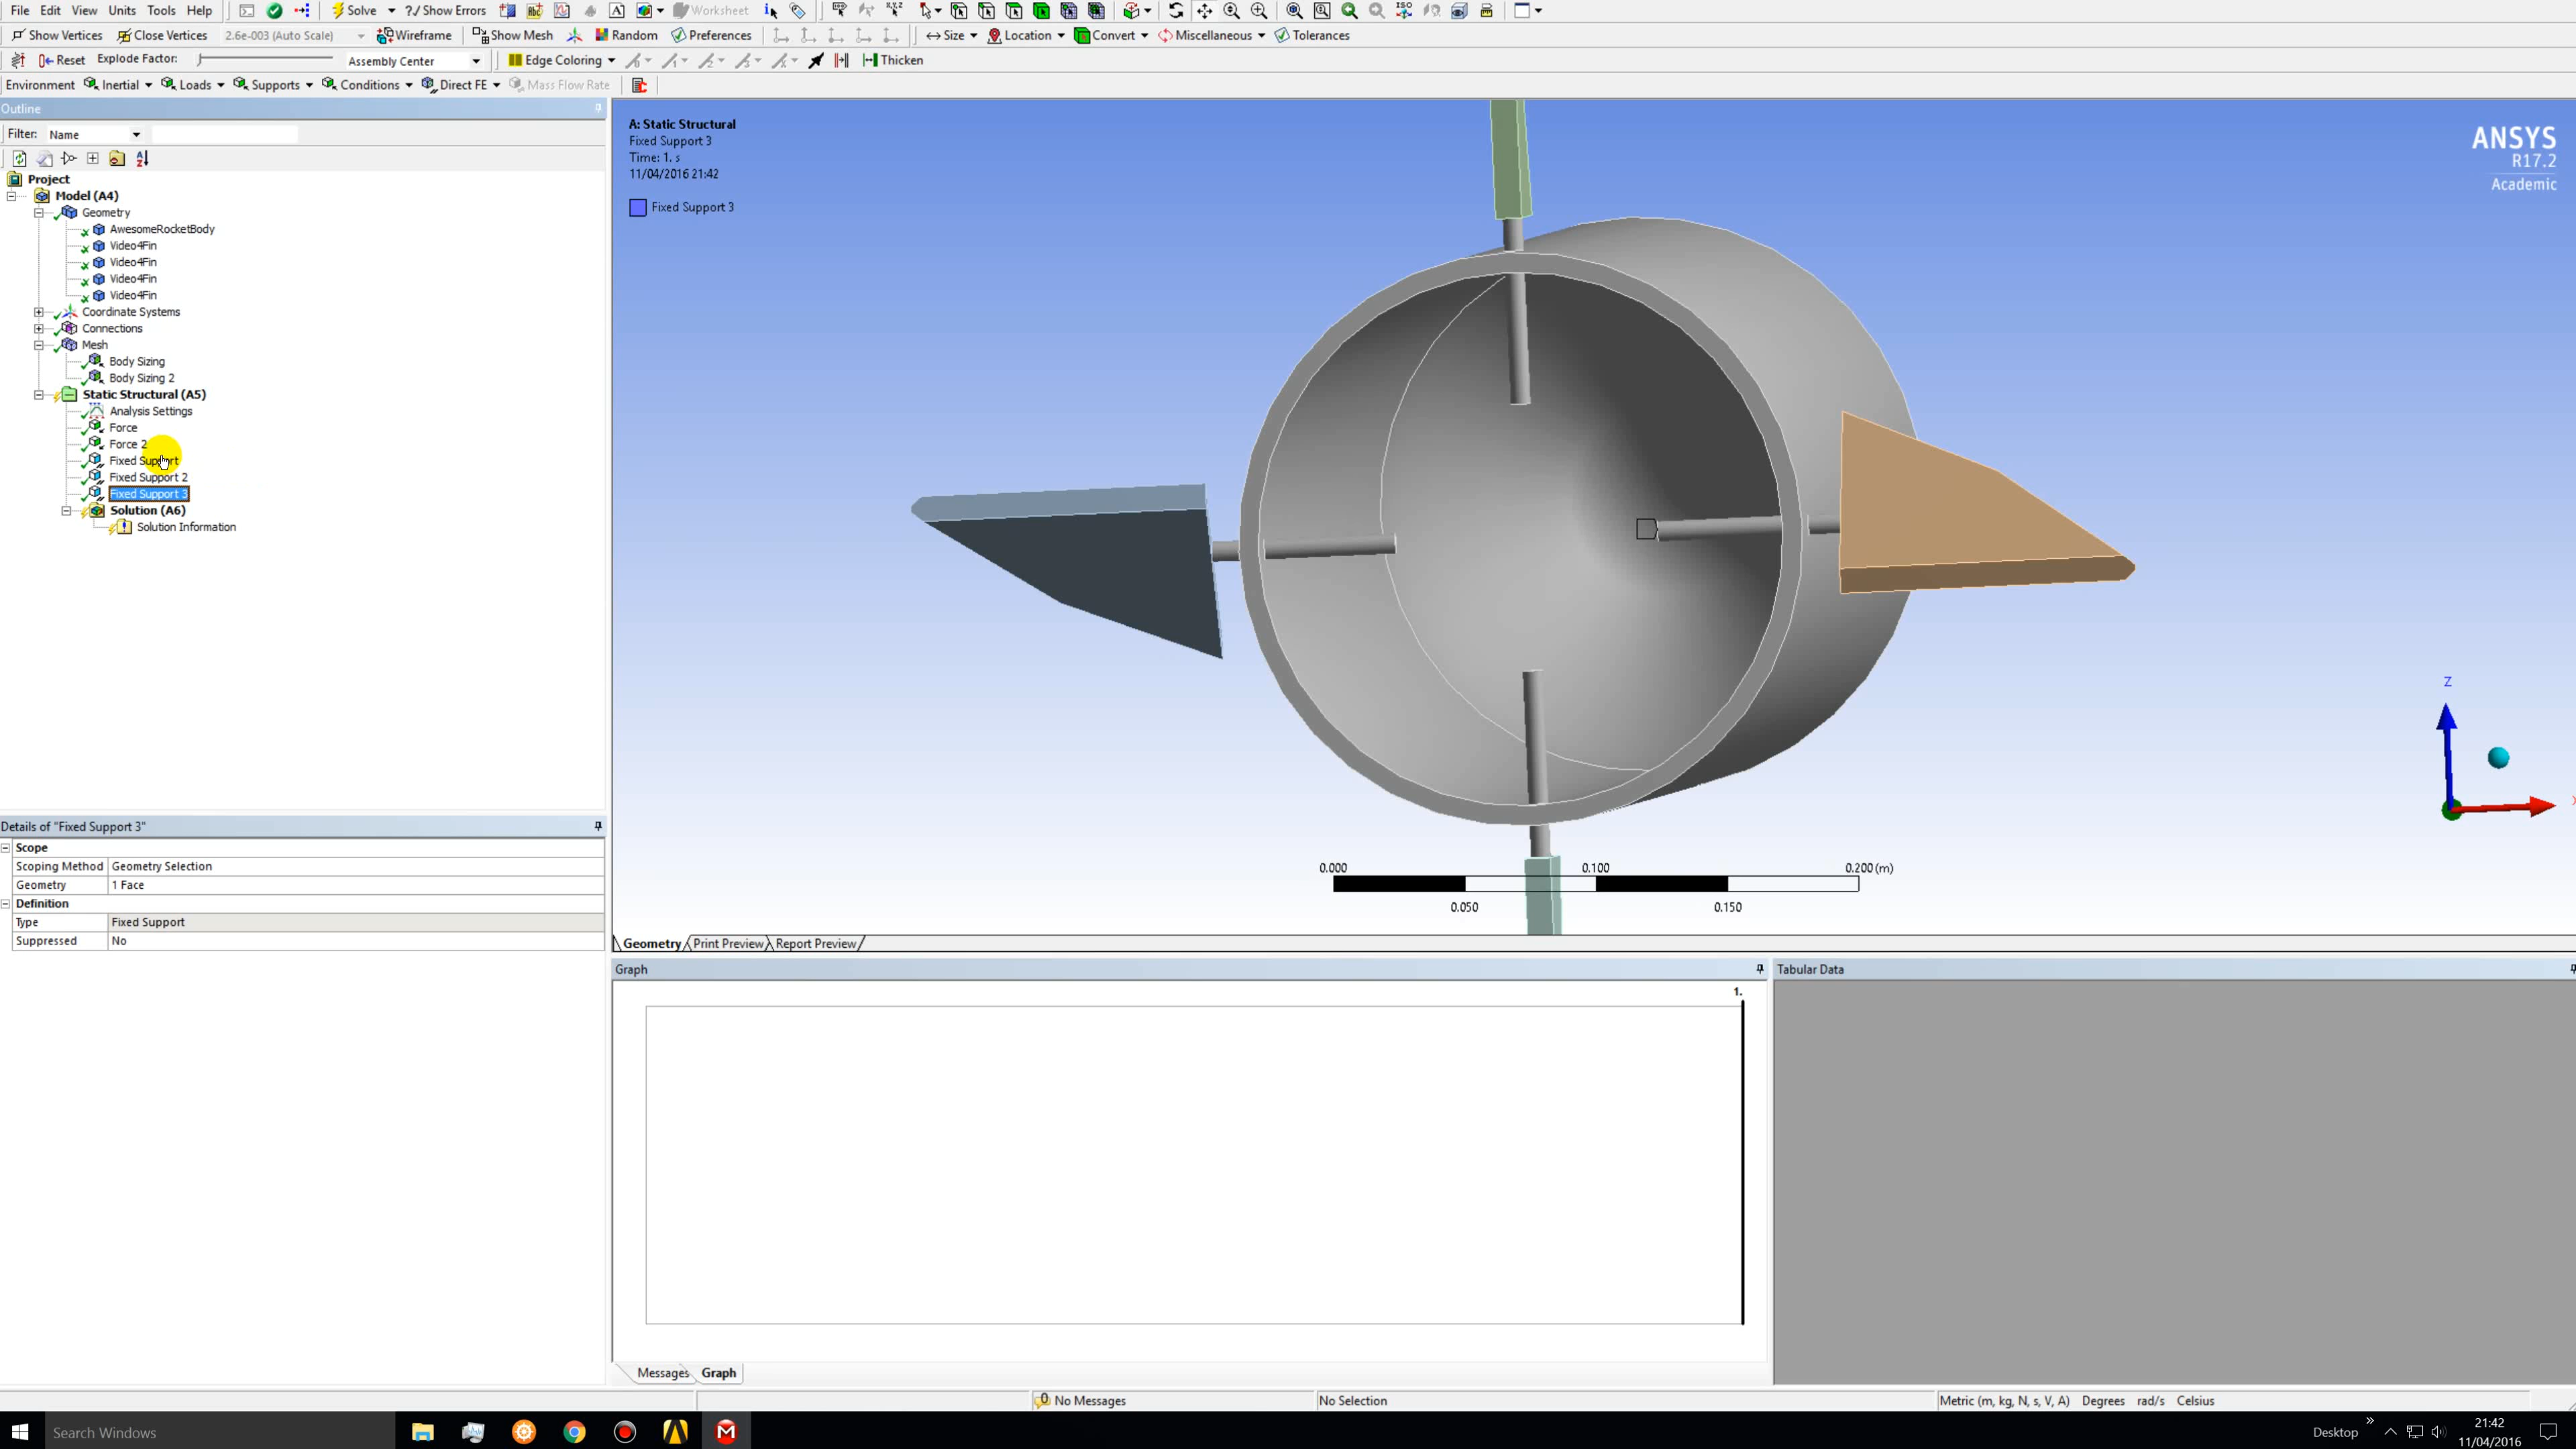 File Edit View Units Tools Help Solve ?/ Show Errors Worksheet
Show Vertices Close Vertices 2.6e-003 (Auto Scale) Wireframe Show Mesh Random Preferences Size Location Convert Miscellaneous Tolerances
Reset Explode Factor: Assembly Center Edge Coloring Thicken
Environment Inertial Loads Supports Conditions Direct FE Mass Flow Rate
Outline
Filter: Name
Project
Model (A4)
Geometry
AwesomeRocketBody
Video4Fin
Video4Fin
Video4Fin
Video4Fin
Coordinate Systems
Connections
Mesh
Body Sizing
Body Sizing 2
Static Structural (A5)
Analysis Settings
Force
Force 2
Fixed Support
Fixed Support 2
Fixed Support 3
Solution (A6)
Solution Information
Details of "Fixed Support 3"
Scope
Scoping Method Geometry Selection
Geometry 1 Face
Definition
Type Fixed Support
Suppressed No
A: Static Structural
Fixed Support 3
Time: 1. s
11/04/2016 21:42
Fixed Support 3
ANSYS
R17.2
Academic
Z
X
0.000 0.100 0.200 (m)
0.050 0.150
Geometry Print Preview Report Preview
Graph
1.
Tabular Data
Messages Graph
No Messages No Selection Metric (m, kg, N, s, V, A) Degrees rad/s Celsius
Search Windows
Desktop
21:42
11/04/2016